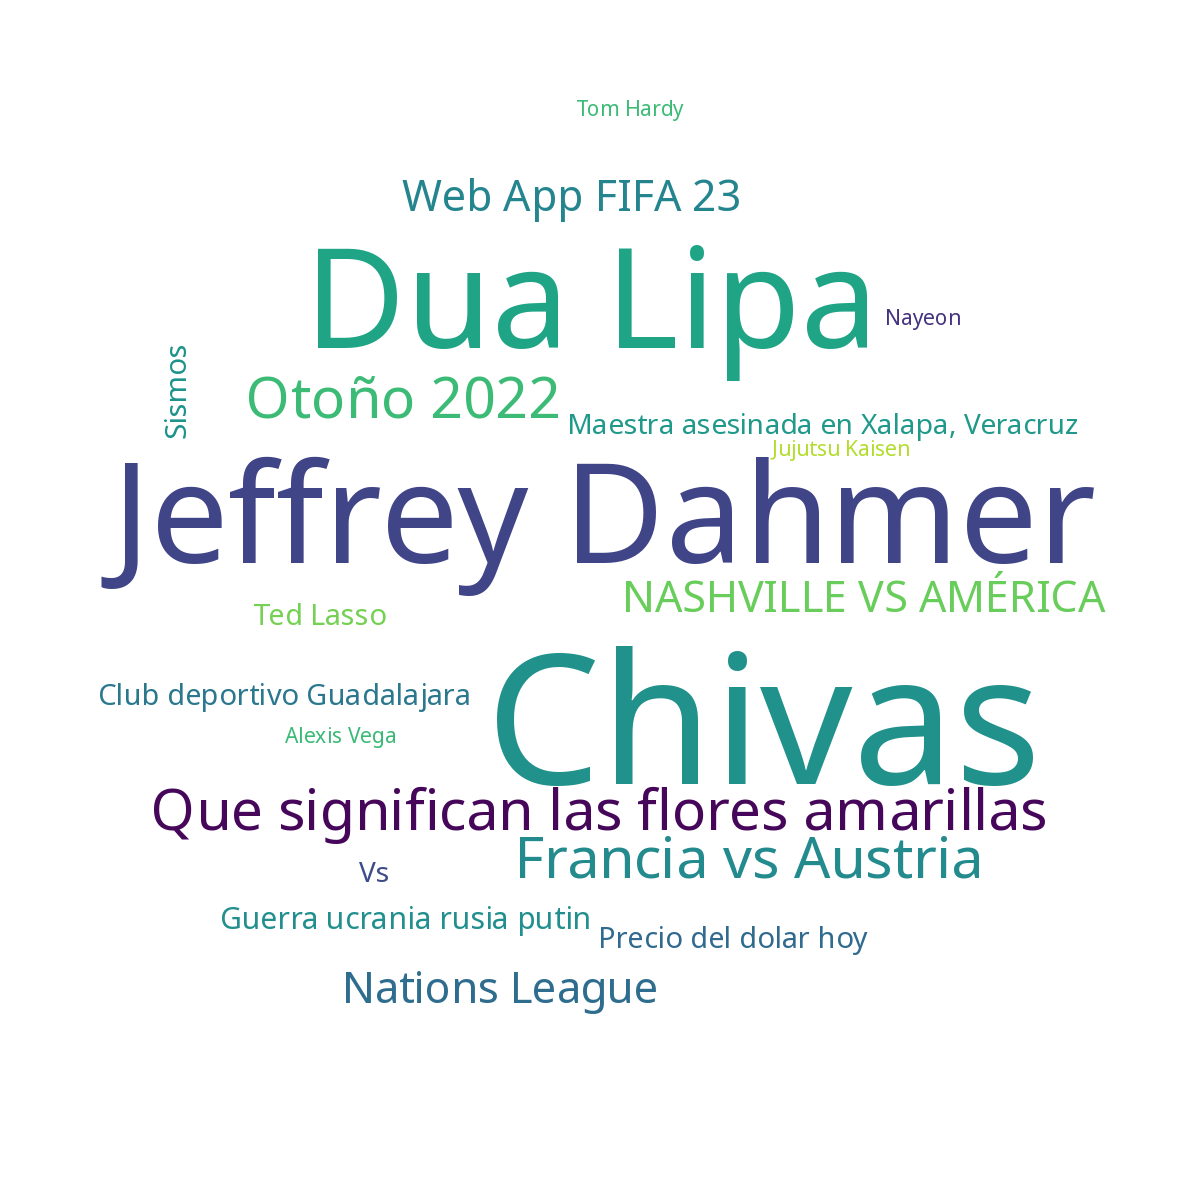 Tom Hardy
Web App FIFA 23
Dua Lipa
Nayeon
Sismos
Otoño 2022
Maestra asesinada en Xalapa, Veracruz
Jujutsu Kaisen
Jeffrey Dahmer
NASHVILLE VS AMÉRICA
Ted Lasso
Chivas
Club deportivo Guadalajara
Alexis Vega
Que significan las flores amarillas
Francia vs Austria
Vs
Guerra ucrania rusia putin
Precio del dolar hoy
Nations League